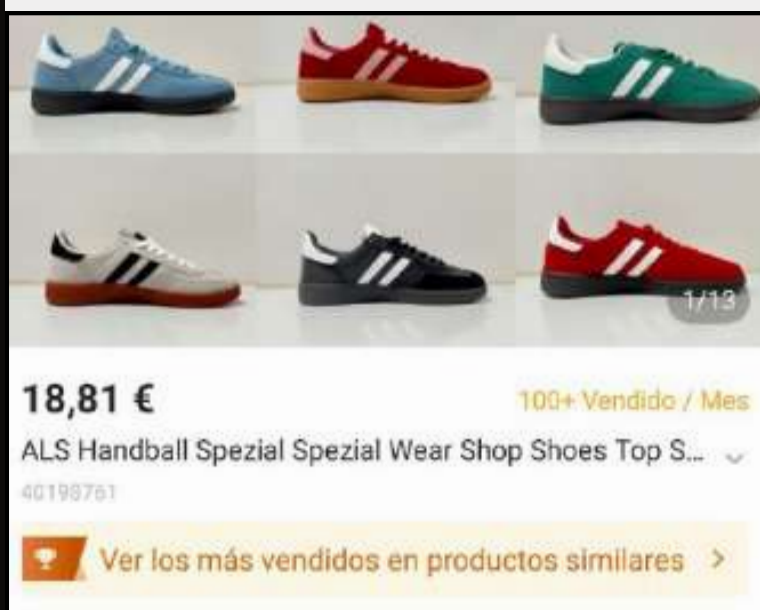 1/13
18,81 €
100+ Vendido / Mes
ALS Handball Spezial Spezial Wear Shop Shoes Top S...
40198761
Ver los más vendidos en productos similares